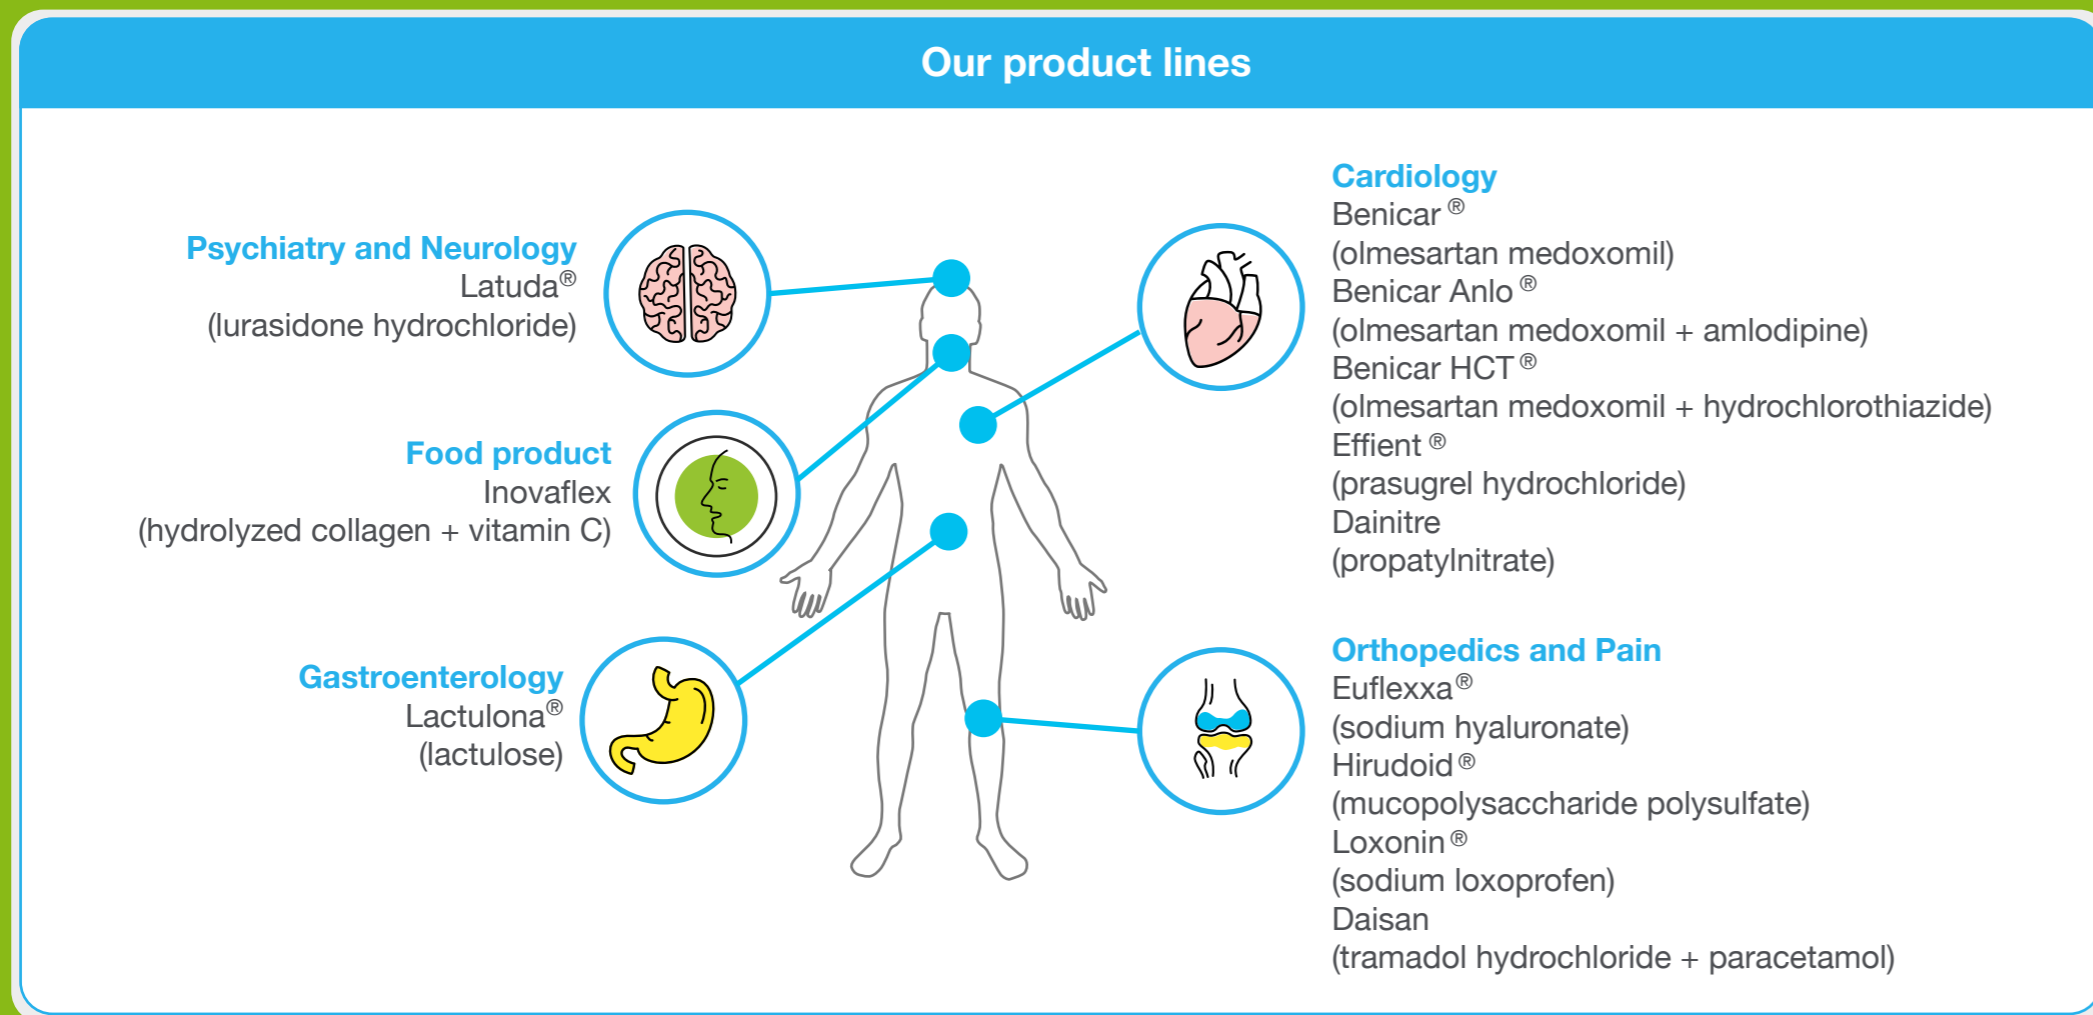 Our product lines
Psychiatry and Neurology
Latuda®
(lurasidone hydrochloride)
Food product
Inovaflex
(hydrolyzed collagen + vitamin C)
Gastroenterology
Lactulona®
(lactulose)
Cardiology
Benicar ®
(olmesartan medoxomil)
Benicar Anlo ®
(olmesartan medoxomil + amlodipine)
Benicar HCT ®
(olmesartan medoxomil + hydrochlorothiazide)
Effient ®
(prasugrel hydrochloride)
Dainitre
(propatylnitrate)
Orthopedics and Pain
Euflexxa®
(sodium hyaluronate)
Hirudoid ®
(mucopolysaccharide polysulfate)
Loxonin ®
(sodium loxoprofen)
Daisan
(tramadol hydrochloride + paracetamol)